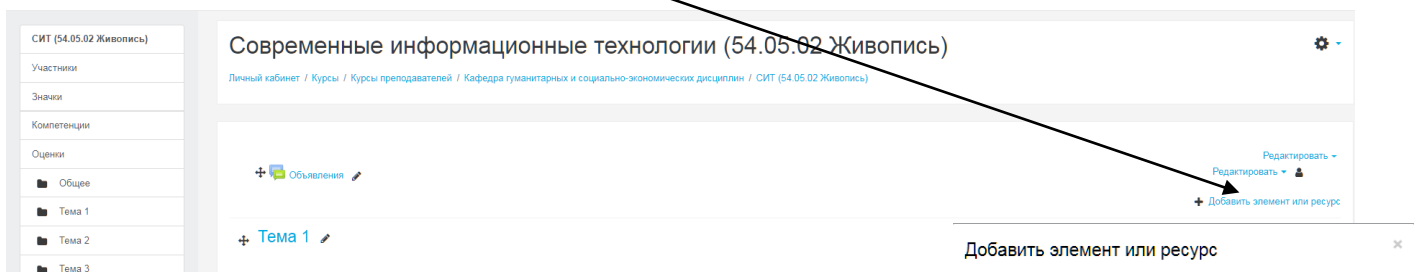 СИТ (54.05.02 Живопись)
Участники
Значки
Компетенции
Оценки
Общее
Тема 1
Тема 2
Тема 3
Современные информационные технологии (54.05.02 Живопись)
Личный кабинет / Курсы / Курсы преподавателей / Кафедра гуманитарных и социально-экономических дисциплин / СИТ (54.05.02 Живопись)
Редактировать
Объявления
Редактировать
Добавить элемент или ресурс
Тема 1
Добавить элемент или ресурс